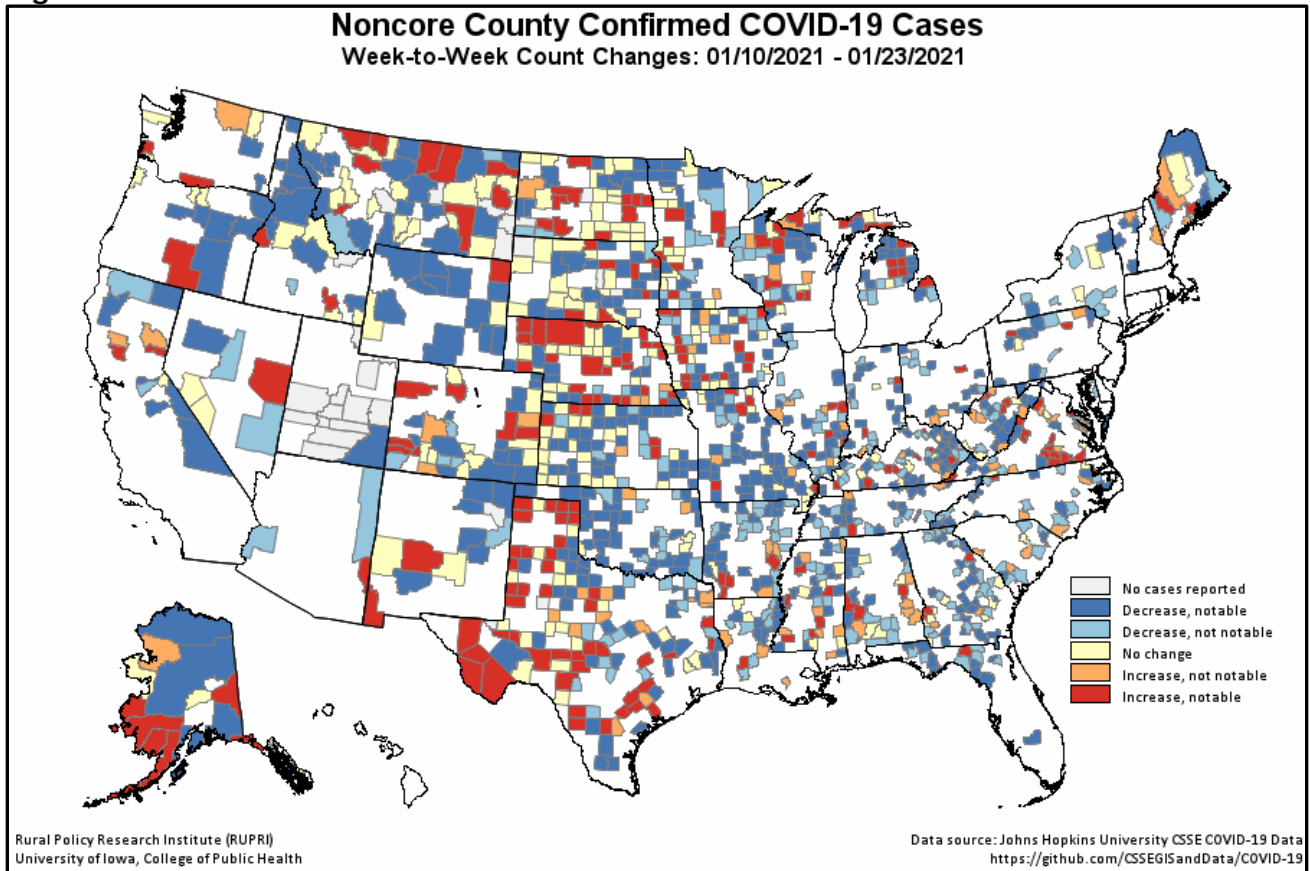 Noncore County Confirmed COVID-19 Cases
Week-to-Week Count Changes: 01/10/2021 - 01/23/2021
No cases reported
Decrease, notable
Decrease, not notable
No change
Increase, not notable
Increase, notable
Rural Policy Research Institute (RUPRI)
University of Iowa, College of Public Health
Data source: Johns Hopkins University CSSE COVID-19 Data
https://github.com/CSSEGISandData/COVID-19